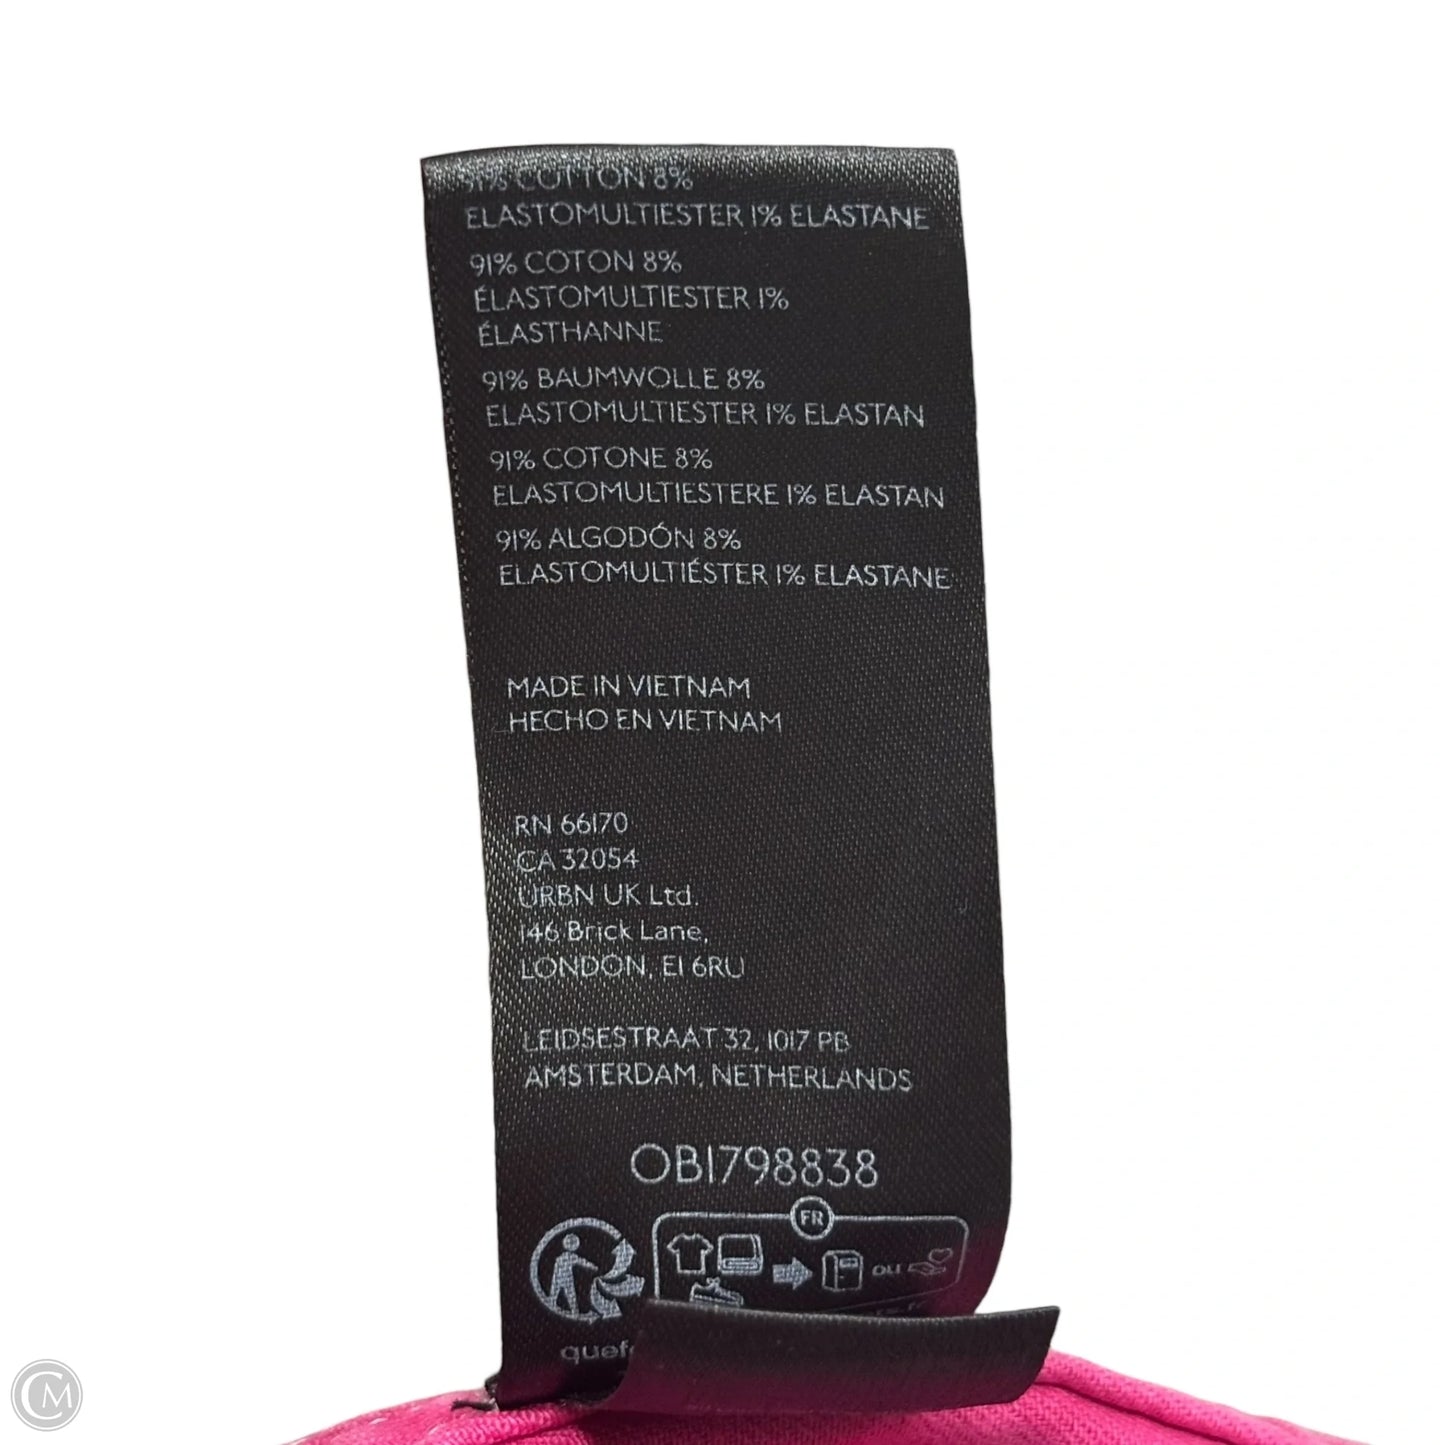 91% COTTON 8%
ELASTOMULTIESTER 1% ELASTANE
91% COTON 8%
ÉLASTOMULTIESTER 1%
ÉLASTHANNE
91% BAUMWOLLE 8%
ELASTOMULTIESTER 1% ELASTAN
91% COTONE 8%
ELASTOMULTIESTERE 1% ELASTAN
91% ALGODÓN 8%
ELASTOMULTIÉSTER 1% ELASTANE
MADE IN VIETNAM
HECHO EN VIETNAM
RN 66170
CA 32054
URBN UK Ltd.
146 Brick Lane,
LONDON, E1 6RU
LEIDSESTRAAT 32, 1017 PB
AMSTERDAM, NETHERLANDS
OB1798838
FR
OU
CM